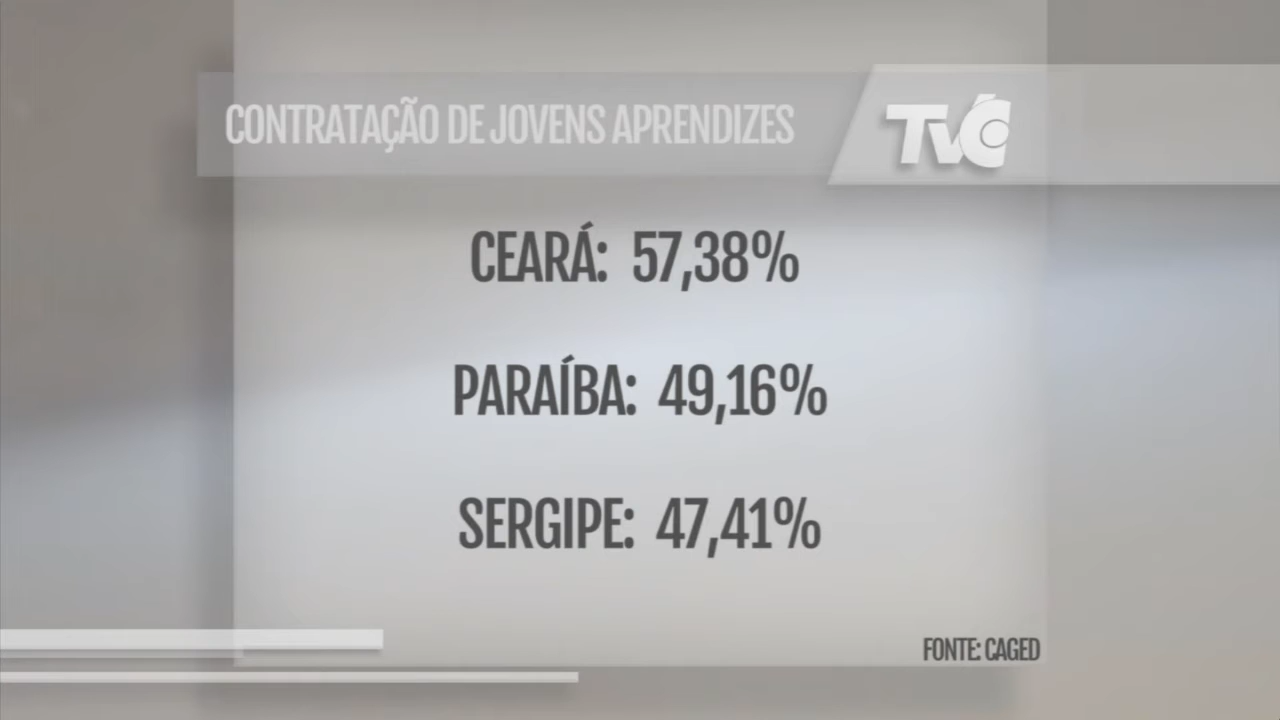 CONTRATAÇÃO DE JOVENS APRENDIZES
TVC
CEARÁ: 57,38%
PARAÍBA: 49,16%
SERGIPE: 47,41%
FONTE: CAGED